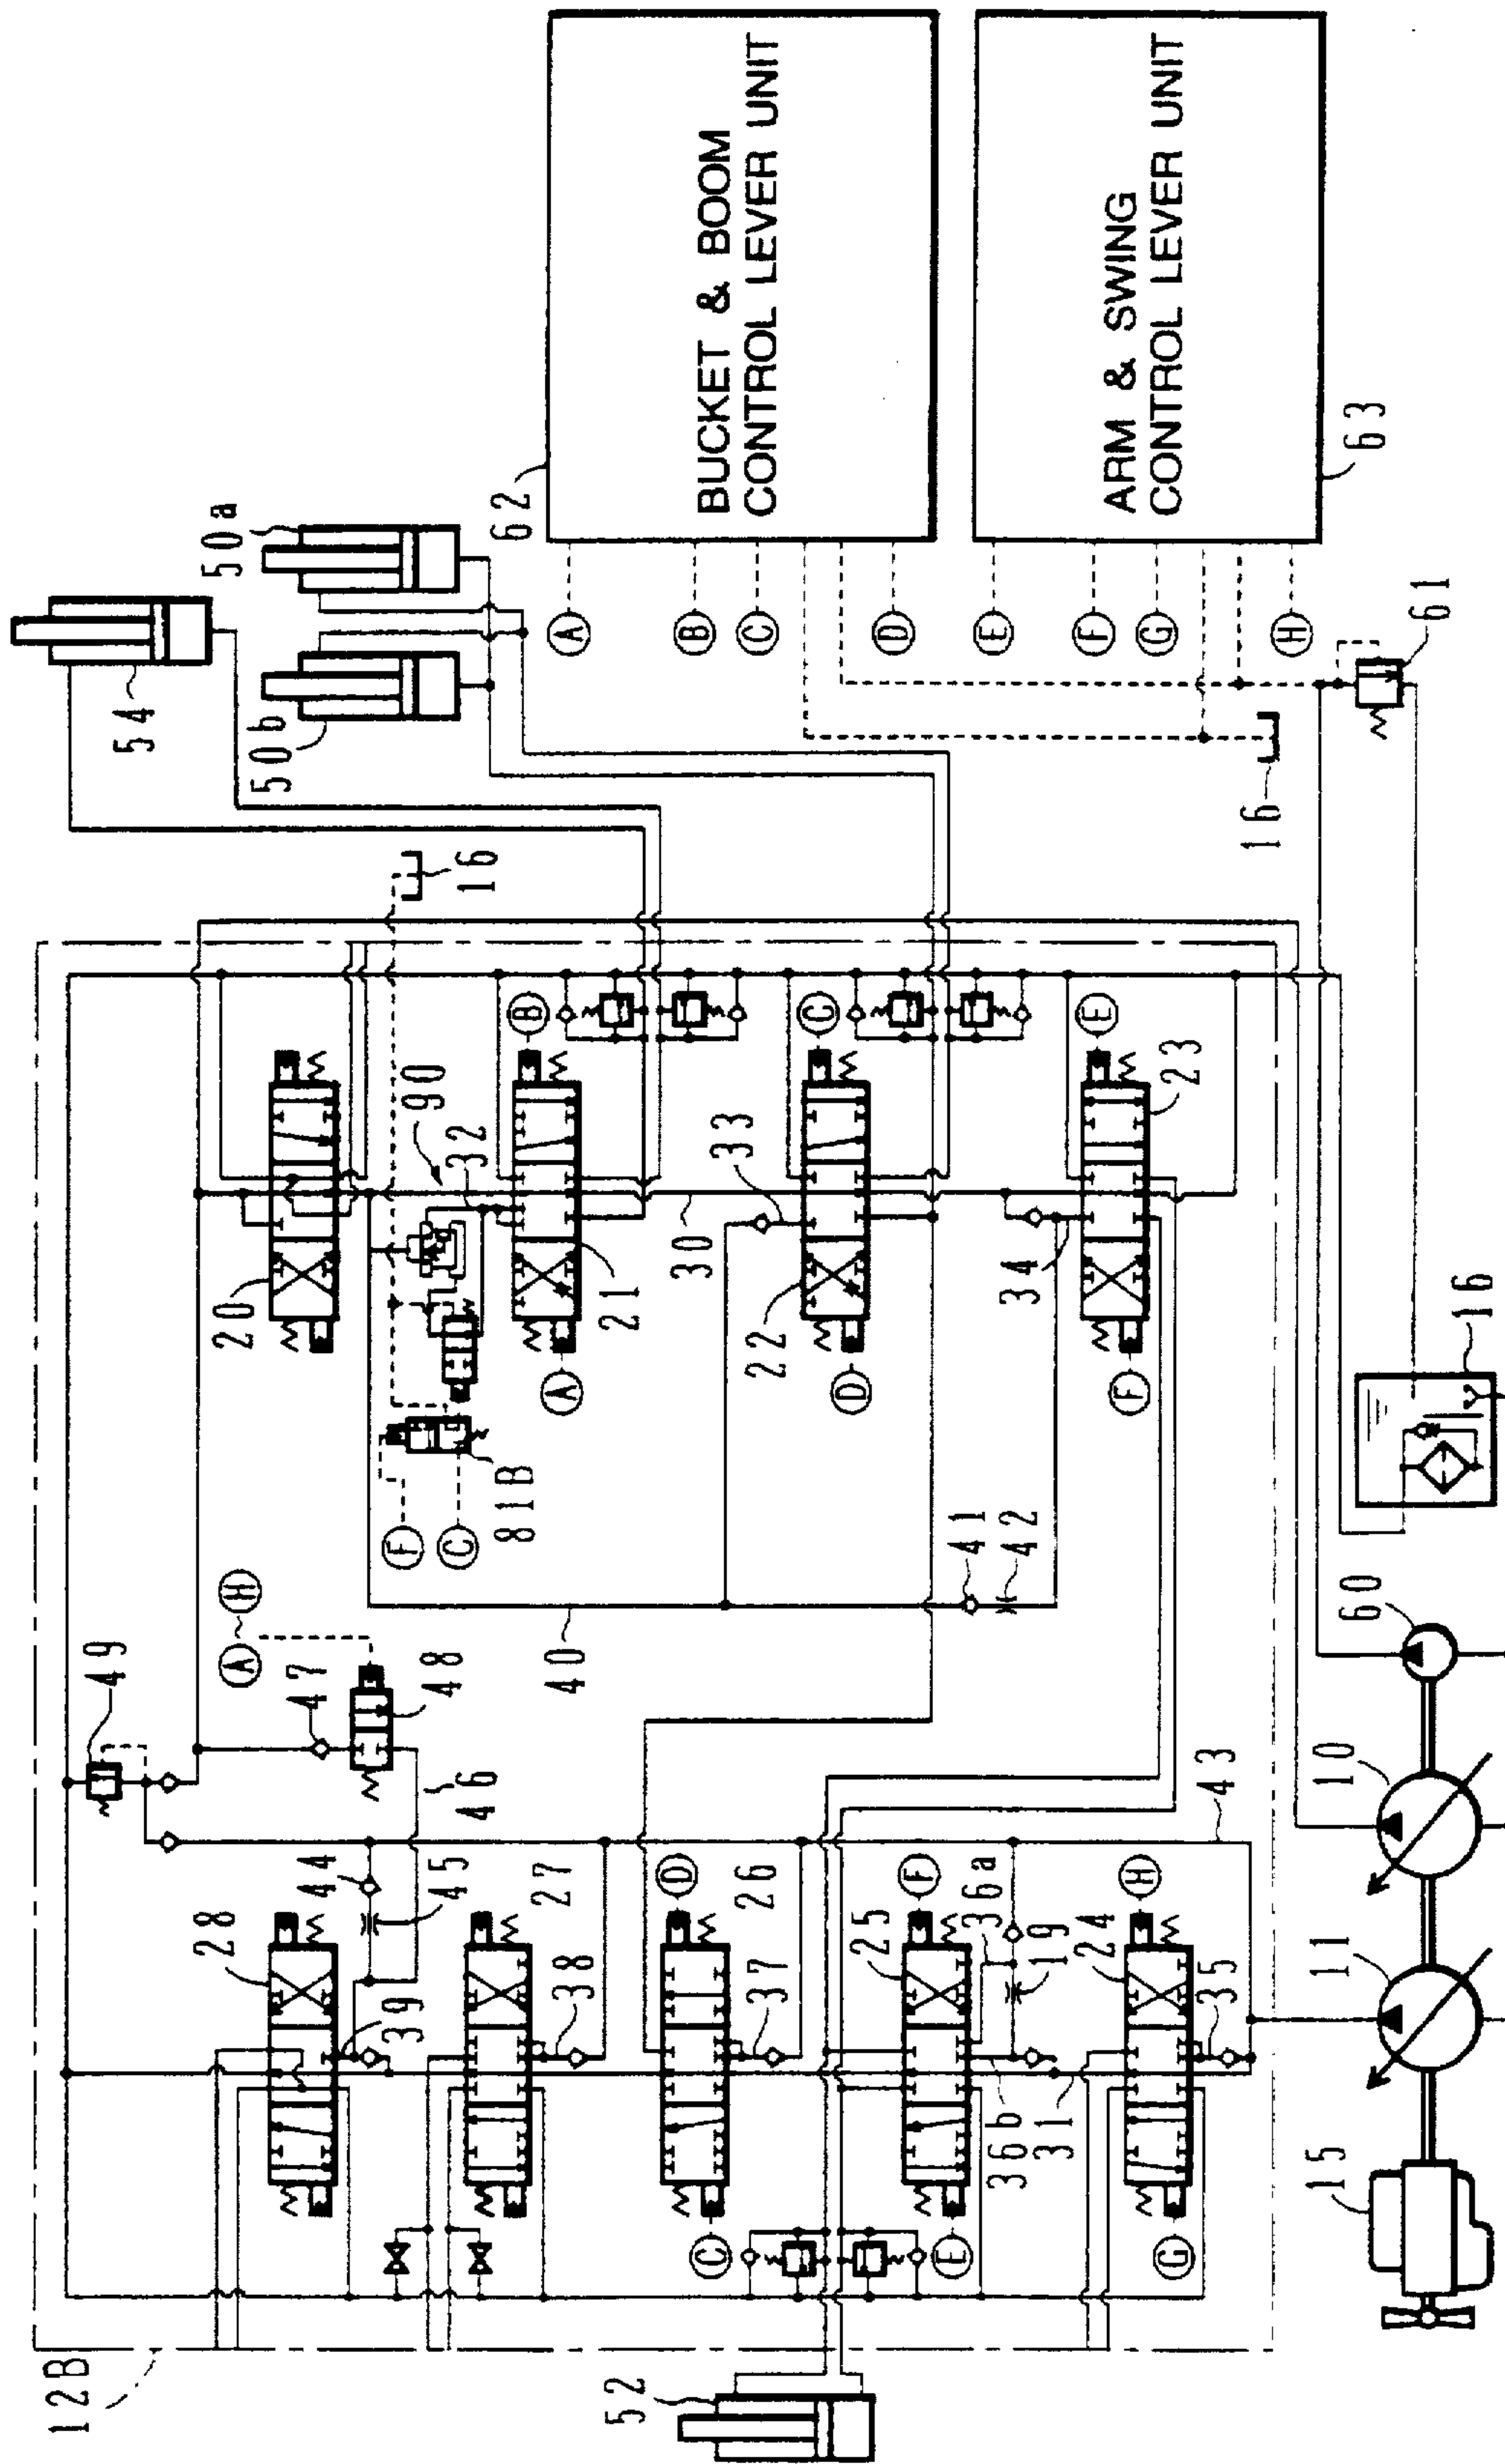 12B
52
49
28
44
45
39
27
38
26
37
D
C
F
25
36a
19
36b
31
E
H
24
35
G
43
46
47
48
A~H
40
41
42
F
C
81B
20
90
32
21
B
A
30
33
22
C
D
34
23
E
F
16
54
50a
50b
62
BUCKET & BOOM
CONTROL LEVER UNIT
A
B
C
D
ARM & SWING
CONTROL LEVER UNIT
E
F
G
H
63
61
16
16
60
10
11
15